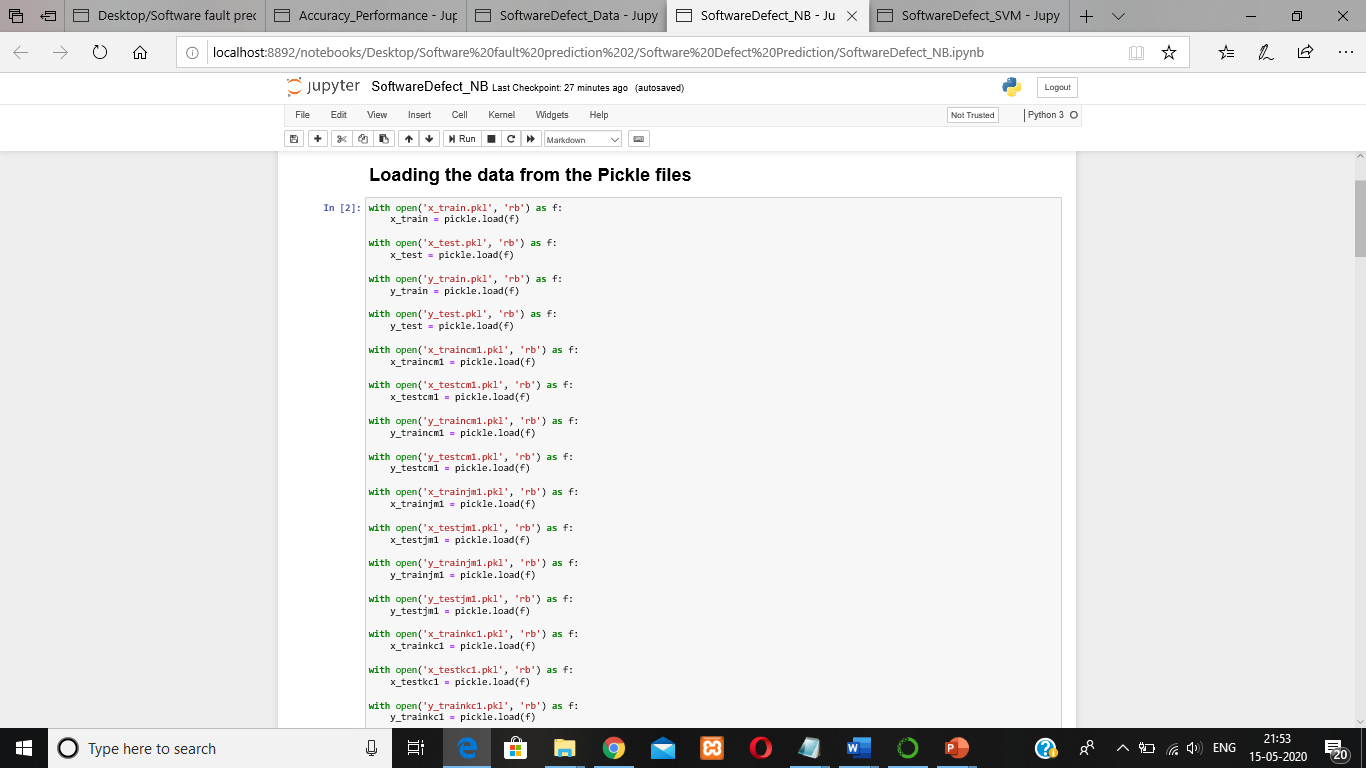 Desktop/Software fault prec
Accuracy_Performance - Jup
SoftwareDefect_Data - Jupy
SoftwareDefect_NB - Ju
SoftwareDefect_SVM - Jupy
localhost:8892/notebooks/Desktop/Software%20fault%20prediction%202/Software%20Defect%20Prediction/SoftwareDefect_NB.ipynb
jupyter SoftwareDefect_NB Last Checkpoint: 27 minutes ago (autosaved)
Logout
File Edit View Insert Cell Kernel Widgets Help
Not Trusted
Python 3
Run
Markdown
Loading the data from the Pickle files
In [2]: with open('x_train.pkl', 'rb') as f:
x_train = pickle.load(f)
with open('x_test.pkl', 'rb') as f:
x_test = pickle.load(f)
with open('y_train.pkl', 'rb') as f:
y_train = pickle.load(f)
with open('y_test.pkl', 'rb') as f:
y_test = pickle.load(f)
with open('x_traincm1.pkl', 'rb') as f:
x_traincm1 = pickle.load(f)
with open('x_testcm1.pkl', 'rb') as f:
x_testcm1 = pickle.load(f)
with open('y_traincm1.pkl', 'rb') as f:
y_traincm1 = pickle.load(f)
with open('y_testcm1.pkl', 'rb') as f:
y_testcm1 = pickle.load(f)
with open('x_trainjm1.pkl', 'rb') as f:
x_trainjm1 = pickle.load(f)
with open('x_testjm1.pkl', 'rb') as f:
x_testjm1 = pickle.load(f)
with open('y_trainjm1.pkl', 'rb') as f:
y_trainjm1 = pickle.load(f)
with open('y_testjm1.pkl', 'rb') as f:
y_testjm1 = pickle.load(f)
with open('x_trainkc1.pkl', 'rb') as f:
x_trainkc1 = pickle.load(f)
with open('x_testkc1.pkl', 'rb') as f:
x_testkc1 = pickle.load(f)
with open('y_trainkc1.pkl', 'rb') as f:
y_trainkc1 = pickle.load(f)
Type here to search
ENG
21:53
15-05-2020
20